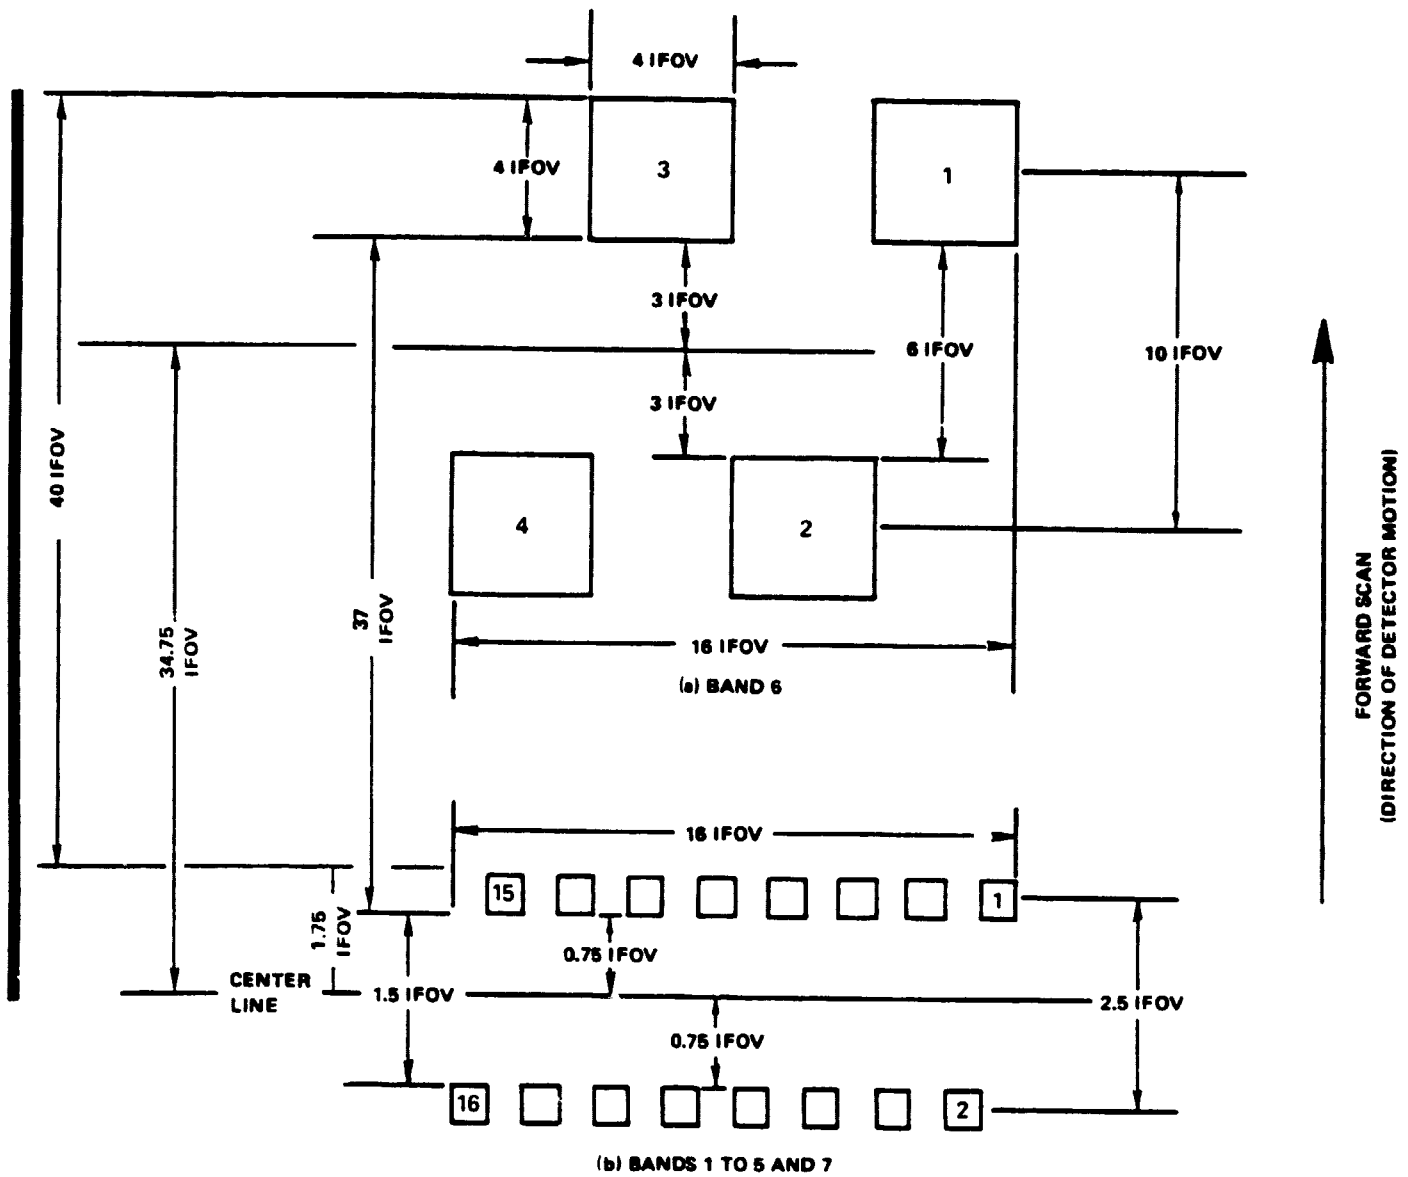 4 IFOV
4 IFOV
3
1
3 IFOV
6 IFOV
10 IFOV
3 IFOV
40 IFOV
4
2
37
IFOV
34.75
IFOV
16 IFOV
(a) BAND 6
FORWARD SCAN
(DIRECTION OF DETECTOR MOTION)
16 IFOV
15
1
1.75
IFOV
0.75 IFOV
CENTER
LINE
1.5 IFOV
2.5 IFOV
0.75 IFOV
16
2
(b) BANDS 1 TO 5 AND 7